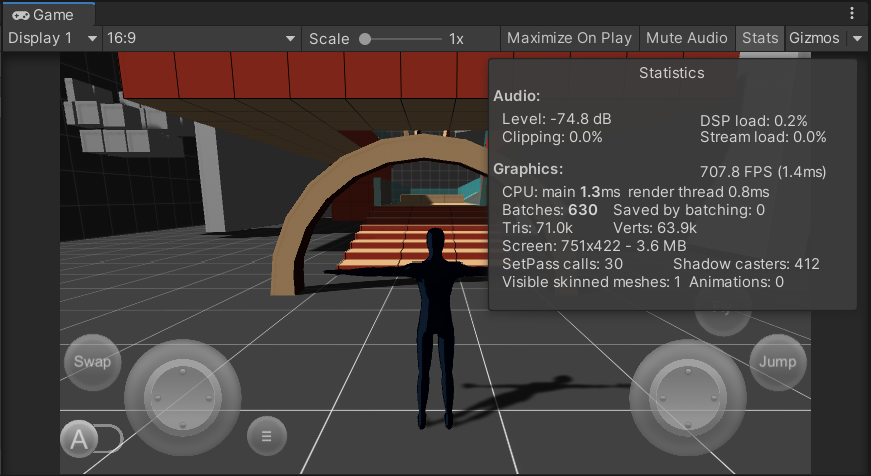 Game
Display 1 16:9 Scale 1x Maximize On Play Mute Audio Stats Gizmos
Statistics
Audio:
Level: -74.8 dB DSP load: 0.2%
Clipping: 0.0% Stream load: 0.0%
Graphics: 707.8 FPS (1.4ms)
CPU: main 1.3ms render thread 0.8ms
Batches: 630 Saved by batching: 0
Tris: 71.0k Verts: 63.9k
Screen: 751x422 - 3.6 MB
SetPass calls: 30 Shadow casters: 412
Visible skinned meshes: 1 Animations: 0
Swap
Jump
A